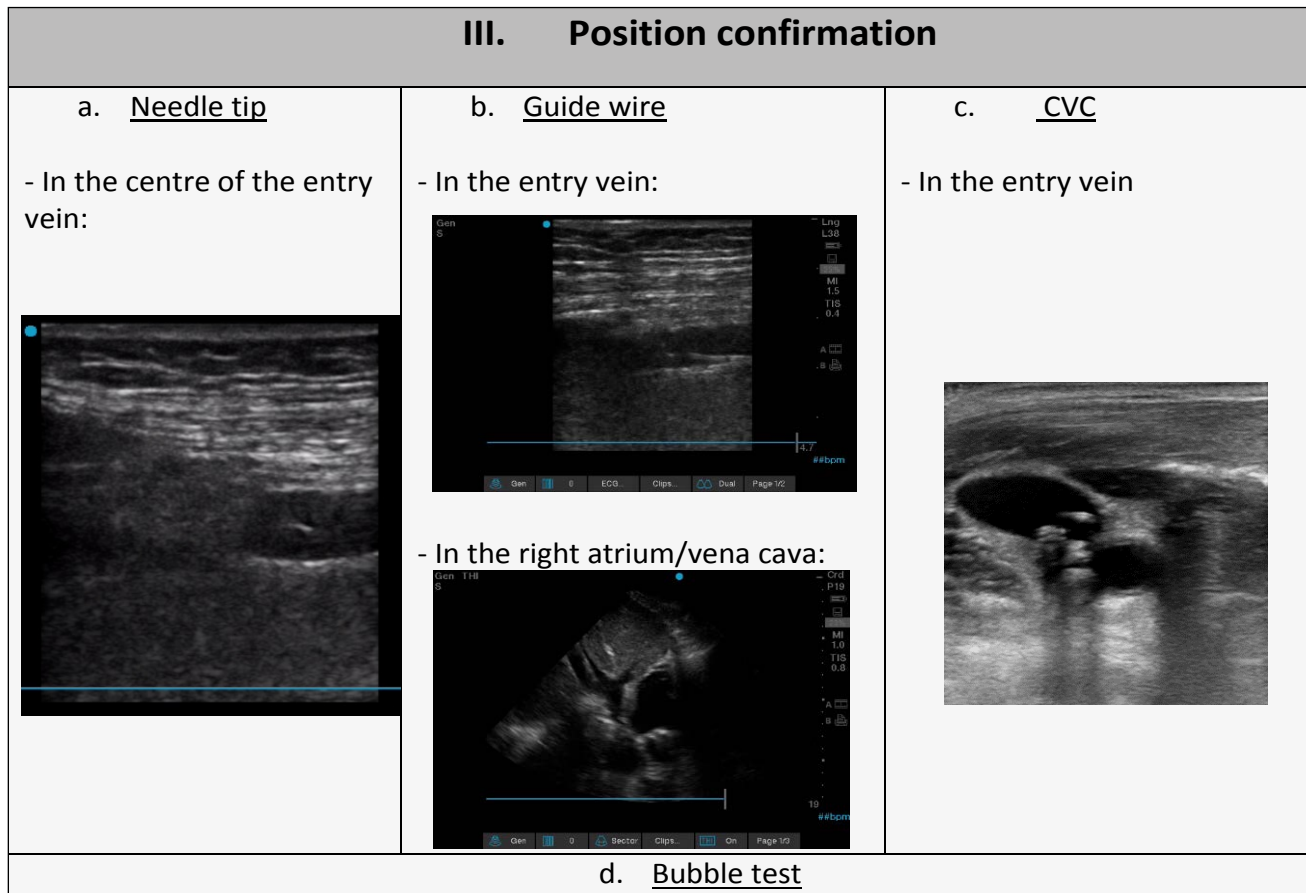 III. Position confirmation
a. Needle tip
- In the centre of the entry
vein:
b. Guide wire
- In the entry vein:
Gen
S
Lng
L38
MI
1.5
TIS
0.4
A
B
4.7
##bpm
Gen 0 ECG... Clips... Dual Page 1/2
- In the right atrium/vena cava:
Gen THI
S
Crd
P19
MI
1.0
TIS
0.8
A
B
19
##bpm
Gen 0 Sector Clips... THI On Page 1/3
c. CVC
- In the entry vein
d. Bubble test